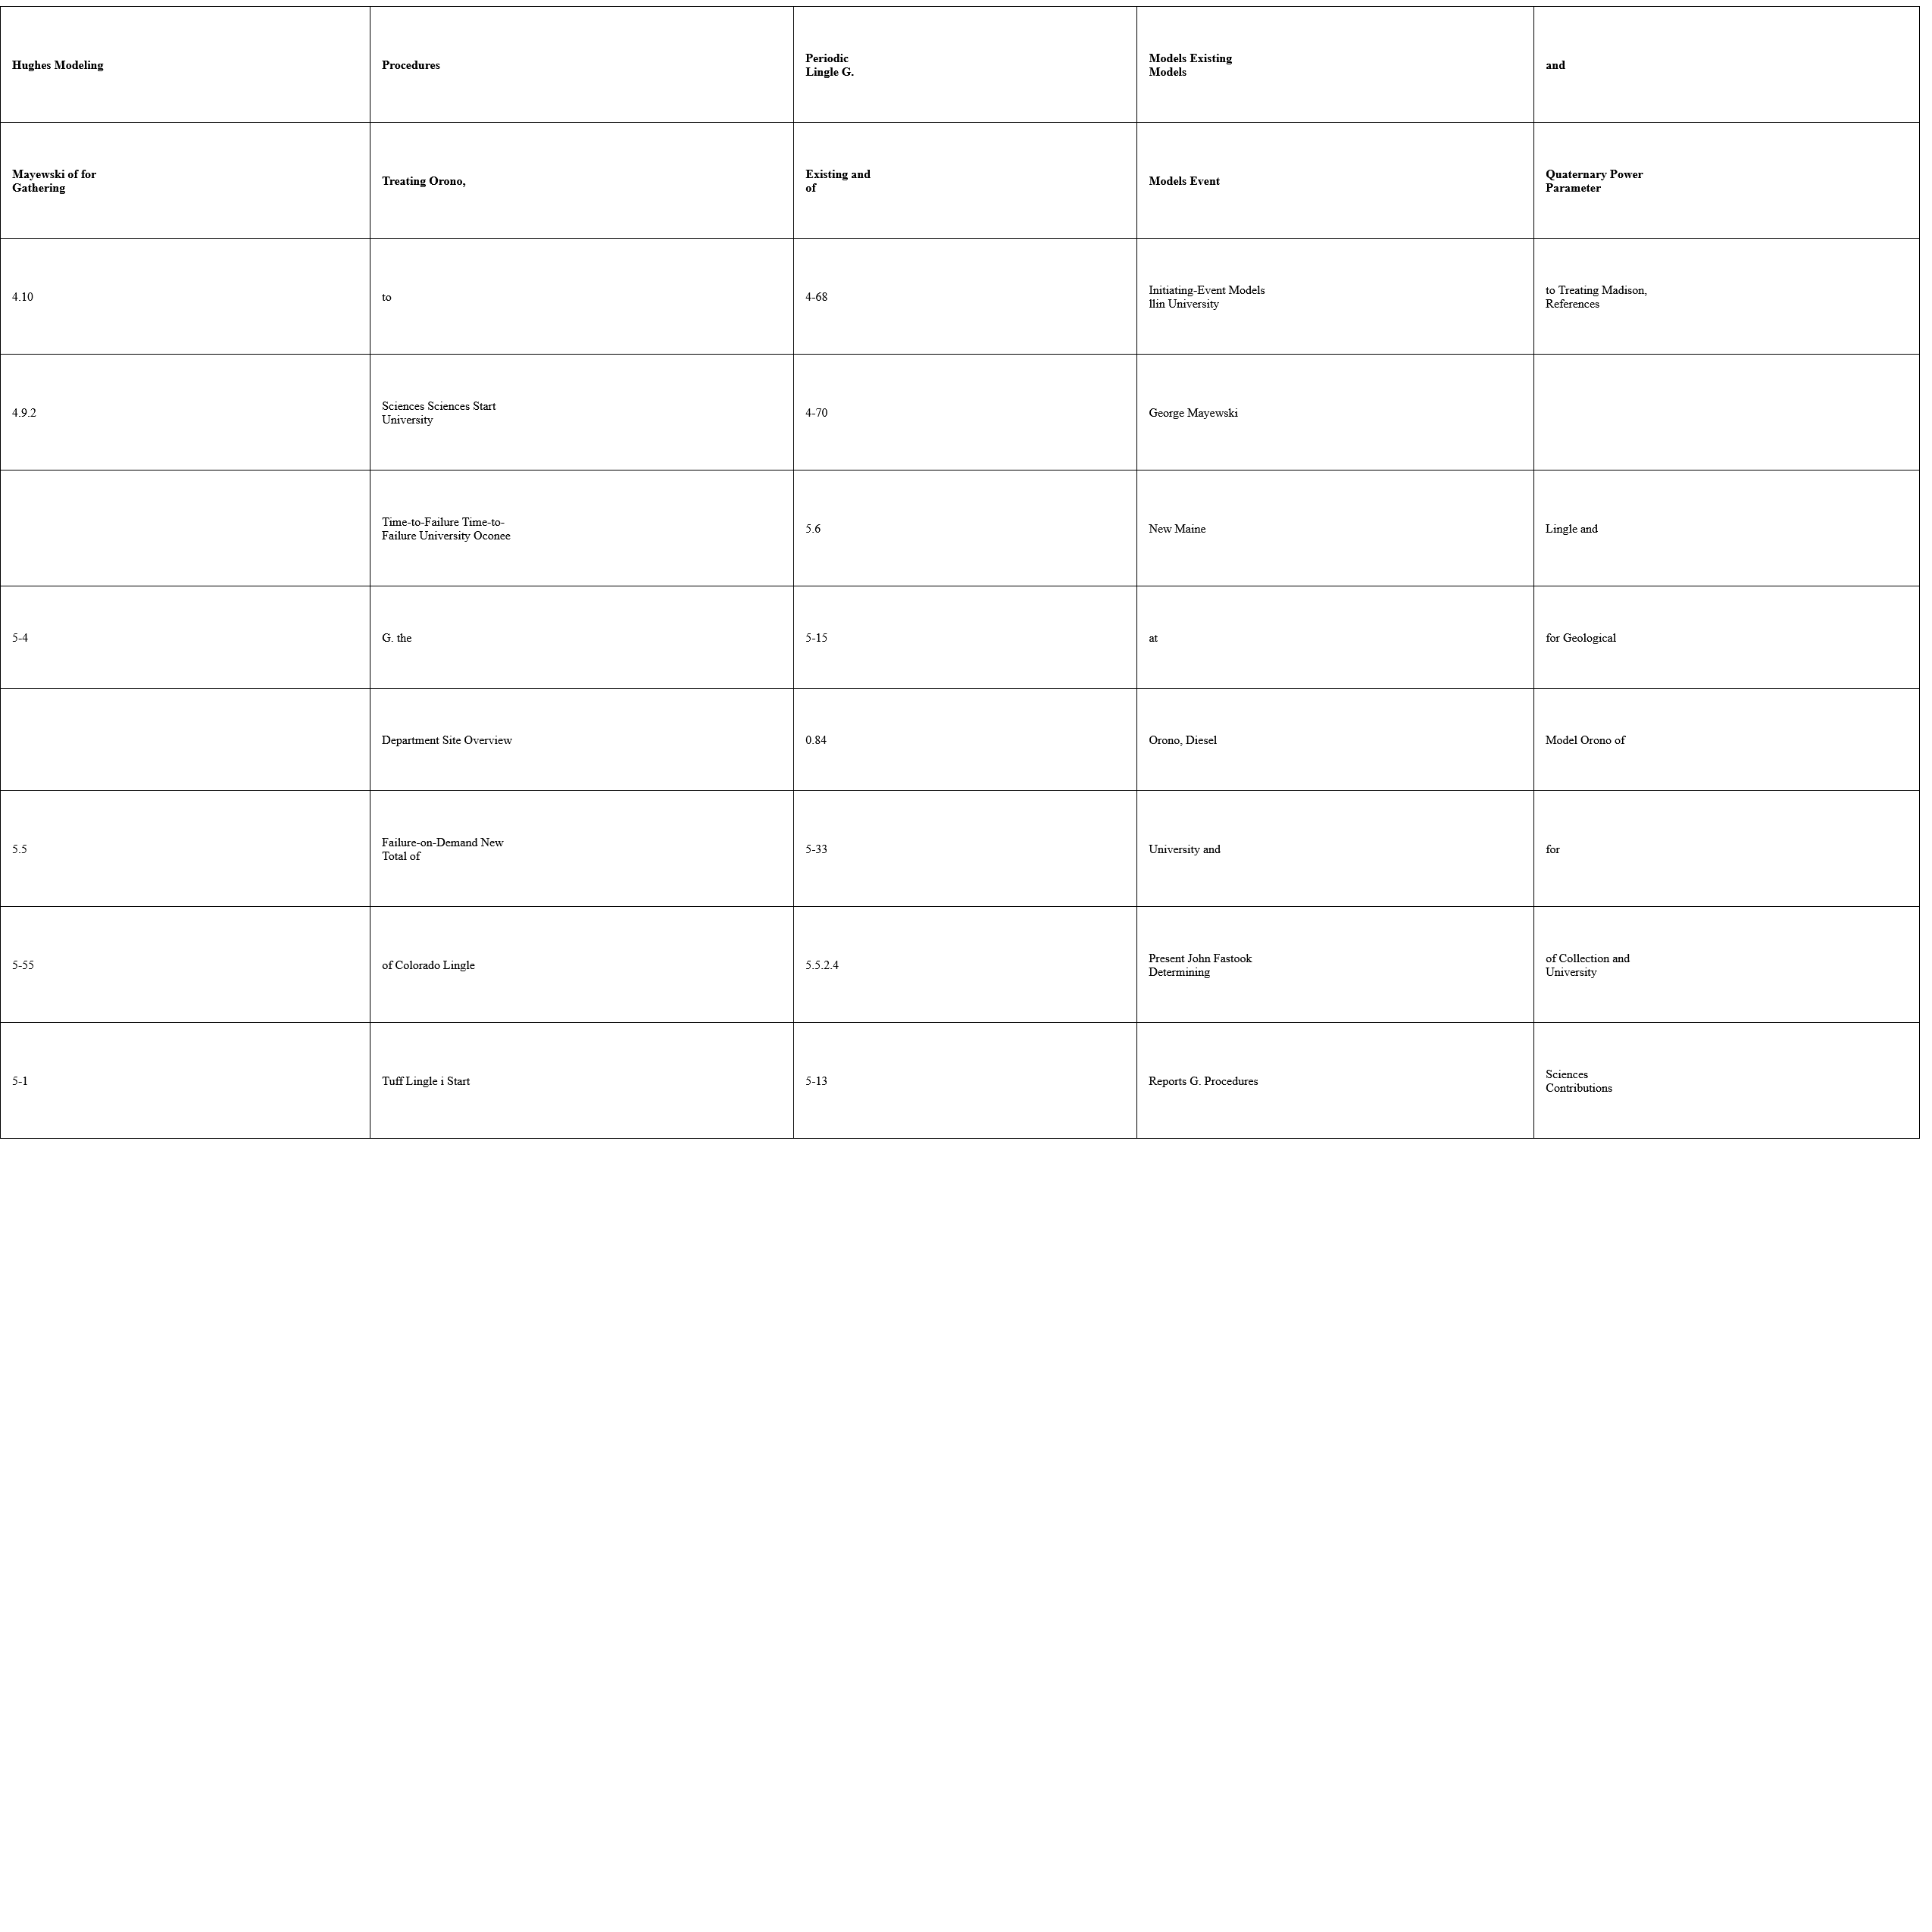 Hughes Modeling
Procedures
Periodic
Lingle G.
Models Existing
Models
and
Mayewski of for
Gathering
Treating Orono,
Existing and
of
Models Event
Quaternary Power
Parameter
4.10
to
4-68
Initiating-Event Models
llin University
to Treating Madison,
References
4.9.2
Sciences Sciences Start
University
4-70
George Mayewski
Time-to-Failure Time-to-
Failure University Oconee
5.6
New Maine
Lingle and
5-4
G. the
5-15
at
for Geological
Department Site Overview
0.84
Orono, Diesel
Model Orono of
5.5
Failure-on-Demand New
Total of
5-33
University and
for
5-55
of Colorado Lingle
5.5.2.4
Present John Fastook
Determining
of Collection and
University
5-1
Tuff Lingle i Start
5-13
Reports G. Procedures
Sciences
Contributions